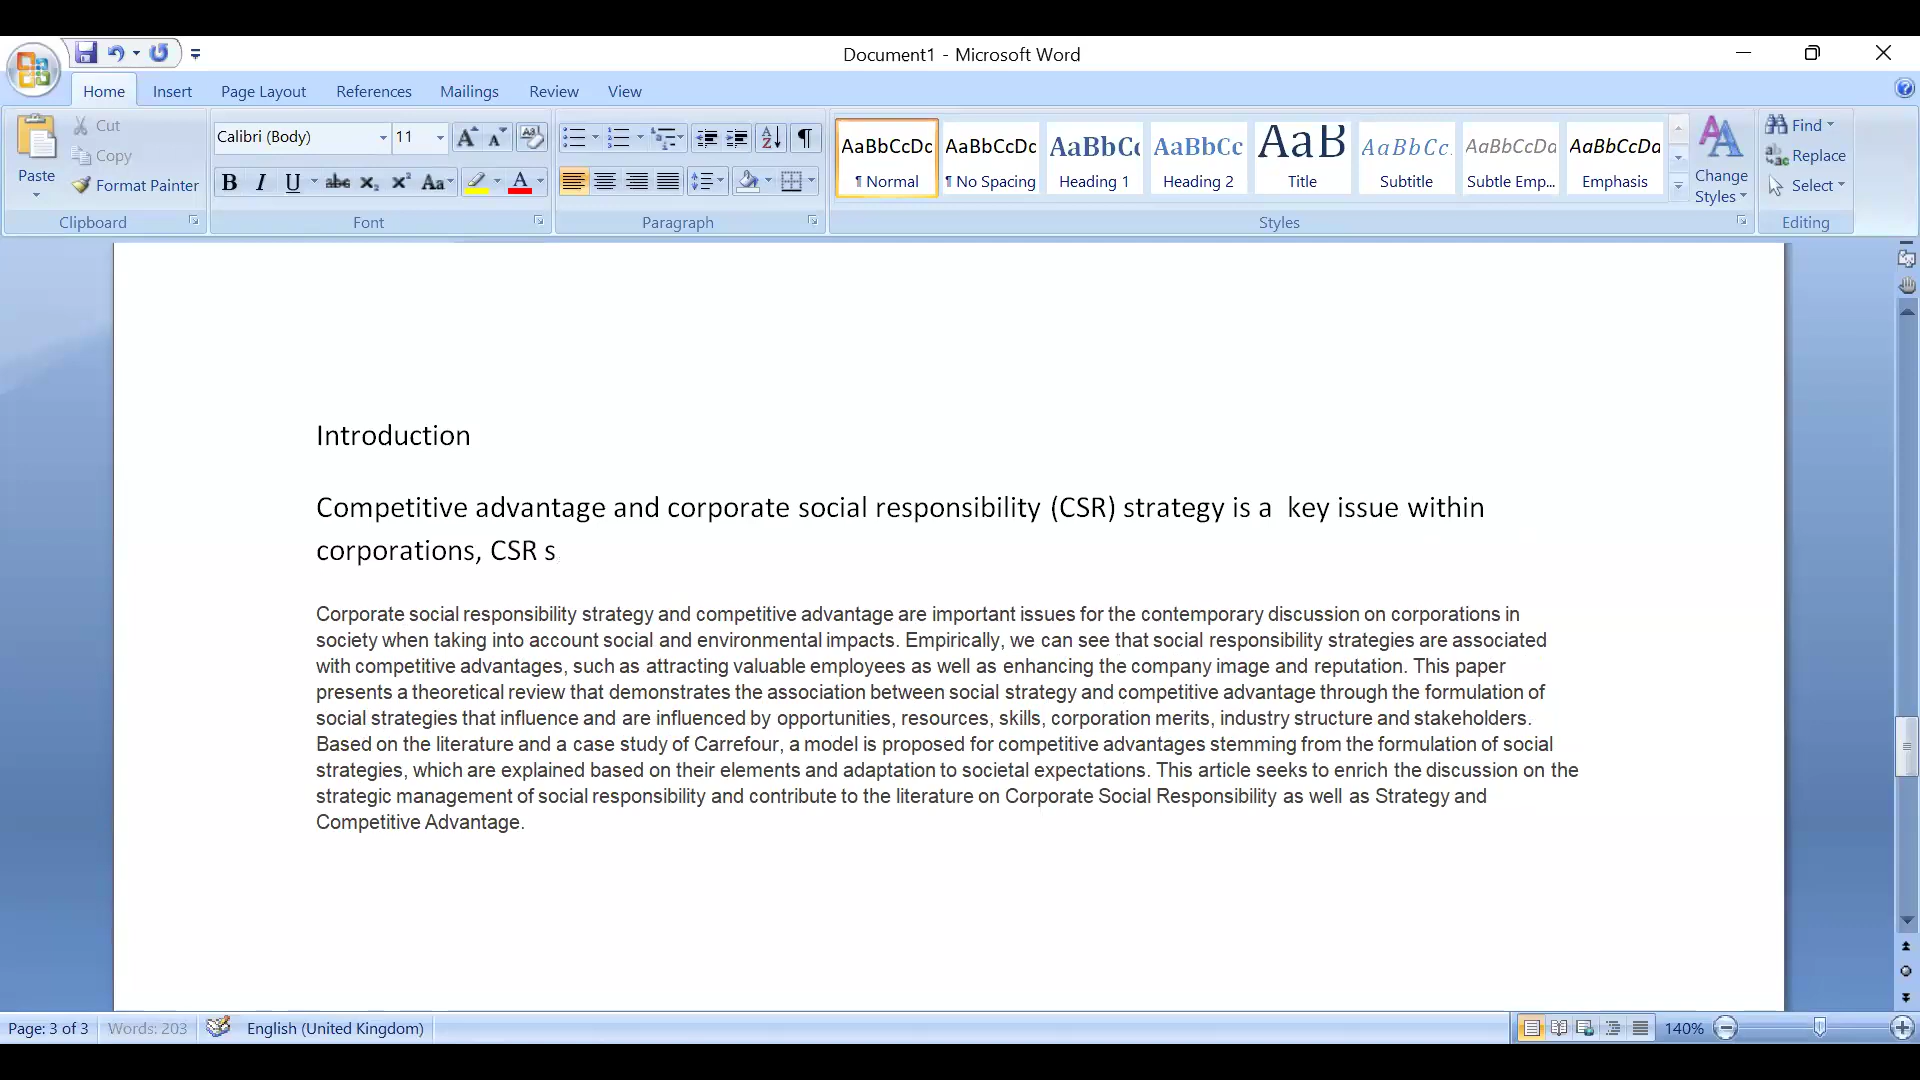 Document1 - Microsoft Word
Home Insert Page Layout References Mailings Review View
Paste
Cut
Copy
Format Painter
Clipboard
Calibri (Body) 11
Font
Paragraph
AaBbCcDc AaBbCcDc AaBbCc AaBbCc AaB AaBbCc. AaBbCcDa AaBbCcDa
¶ Normal ¶ No Spacing Heading 1 Heading 2 Title Subtitle Subtle Emp... Emphasis
Change
Styles
Styles
Find
Replace
Select
Editing
Introduction
Competitive advantage and corporate social responsibility (CSR) strategy is a  key issue within
corporations, CSR s
Corporate social responsibility strategy and competitive advantage are important issues for the contemporary discussion on corporations in
society when taking into account social and environmental impacts. Empirically, we can see that social responsibility strategies are associated
with competitive advantages, such as attracting valuable employees as well as enhancing the company image and reputation. This paper
presents a theoretical review that demonstrates the association between social strategy and competitive advantage through the formulation of
social strategies that influence and are influenced by opportunities, resources, skills, corporation merits, industry structure and stakeholders.
Based on the literature and a case study of Carrefour, a model is proposed for competitive advantages stemming from the formulation of social
strategies, which are explained based on their elements and adaptation to societal expectations. This article seeks to enrich the discussion on the
strategic management of social responsibility and contribute to the literature on Corporate Social Responsibility as well as Strategy and
Competitive Advantage.
Page: 3 of 3 Words: 203 English (United Kingdom) 140%